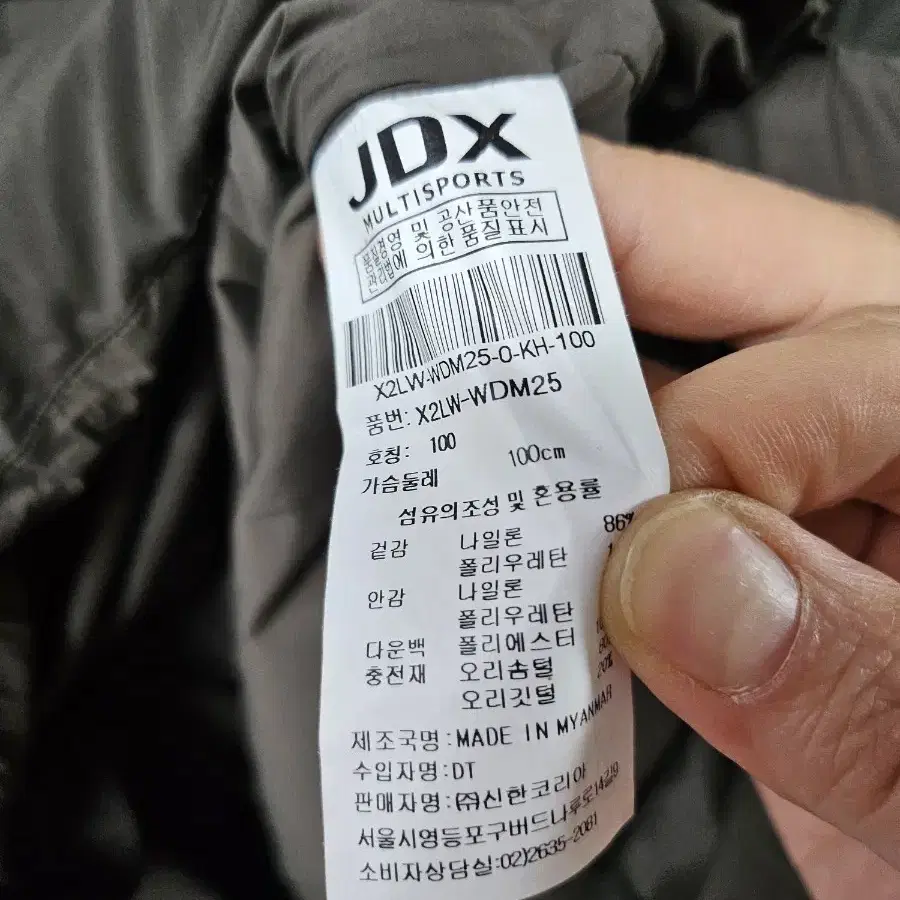 JDX
MULTISPORTS
품질경영 및 공산품안전
관리법에 의한 품질표시
X2LW-WDM25-0-KH-100
품번: X2LW-WDM25
호칭: 100
가슴둘레 100cm
섬유의조성 및 혼용률
겉감 나일론 86%
폴리우레탄
안감 나일론
폴리우레탄
다운백 폴리에스터
충전재 오리솜털
오리깃털 20%
제조국명:MADE IN MYANMAR
수입자명:DT
판매자명:㈜신한코리아
서울시영등포구버드나루로14길9
소비자상담실:02)2635-2081